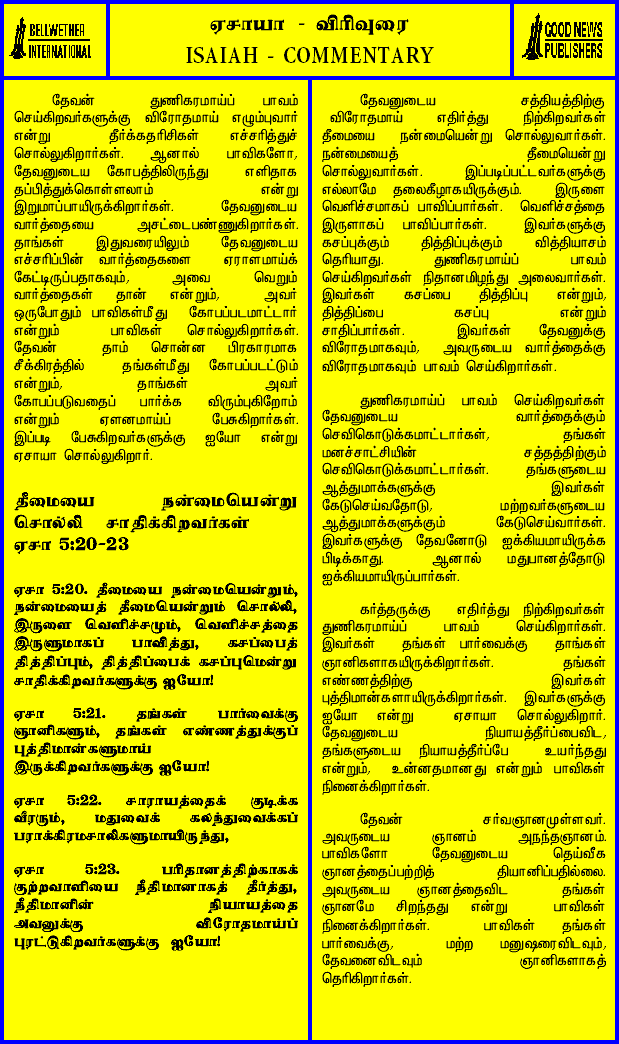 BELLWETHER
INTERNATIONAL
ஏசாயா - விரிவுரை
ISAIAH - COMMENTARY
GOOD NEWS
PUBLISHERS
தேவன் துணிகரமாய்ப் பாவம்
செய்கிறவர்களுக்கு விரோதமாய் எழும்புவார்
என்று தீர்க்கதரிசிகள் எச்சரித்துச்
சொல்லுகிறார்கள். ஆனால் பாவிகளோ,
தேவனுடைய கோபத்திலிருந்து எளிதாக
தப்பித்துக்கொள்ளலாம் என்று
இறுமாப்பாயிருக்கிறார்கள். தேவனுடைய
வார்த்தையை அசட்டைபண்ணுகிறார்கள்.
தாங்கள் இதுவரையிலும் தேவனுடைய
எச்சரிப்பின் வார்த்தைகளை ஏராளமாய்க்
கேட்டிருப்பதாகவும், அவை வெறும்
வார்த்தைகள் தான் என்றும், அவர்
ஒருபோதும் பாவிகள்மீது கோபப்படமாட்டார்
என்றும் பாவிகள் சொல்லுகிறார்கள்.
தேவன் தாம் சொன்ன பிரகாரமாக
சீக்கிரத்தில் தங்கள்மீது கோபப்படட்டும்
என்றும், தாங்கள் அவர்
கோபப்படுவதைப் பார்க்க விரும்புகிறோம்
என்றும் ஏளனமாய்ப் பேசுகிறார்கள்.
இப்படி பேசுகிறவர்களுக்கு ஐயோ என்று
ஏசாயா சொல்லுகிறார்.
தீமையை நன்மையென்று
சொல்லி சாதிக்கிறவர்கள்
ஏசா 5:20-23
ஏசா 5:20. தீமையை நன்மையென்றும்,
நன்மையைத் தீமையென்றும் சொல்லி,
இருளை வெளிச்சமும், வெளிச்சத்தை
இருளுமாகப் பாவித்து, கசப்பைத்
தித்திப்பும், தித்திப்பைக் கசப்புமென்று
சாதிக்கிறவர்களுக்கு ஐயோ!
ஏசா 5:21. தங்கள் பார்வைக்கு
ஞானிகளும், தங்கள் எண்ணத்துக்குப்
புத்திமான்களுமாய்
இருக்கிறவர்களுக்கு ஐயோ!
ஏசா 5:22. சாராயத்தைக் குடிக்க
வீரரும், மதுவைக் கலந்துவைக்கப்
பராக்கிரமசாலிகளுமாயிருந்து,
ஏசா 5:23. பரிதானத்திற்காகக்
குற்றவாளியை நீதிமானாகத் தீர்த்து,
நீதிமானின் நியாயத்தை
அவனுக்கு விரோதமாய்ப்
புரட்டுகிறவர்களுக்கு ஐயோ!
தேவனுடைய சத்தியத்திற்கு
விரோதமாய் எதிர்த்து நிற்கிறவர்கள்
தீமையை நன்மையென்று சொல்லுவார்கள்.
நன்மையைத் தீமையென்று
சொல்லுவார்கள். இப்படிப்பட்டவர்களுக்கு
எல்லாமே தலைகீழாகயிருக்கும். இருளை
வெளிச்சமாகப் பாவிப்பார்கள். வெளிச்சத்தை
இருளாகப் பாவிப்பார்கள். இவர்களுக்கு
கசப்புக்கும் தித்திப்புக்கும் வித்தியாசம்
தெரியாது. துணிகரமாய்ப் பாவம்
செய்கிறவர்கள் நிதானமிழந்து அலைவார்கள்.
இவர்கள் கசப்பை தித்திப்பு என்றும்,
தித்திப்பை கசப்பு என்றும்
சாதிப்பார்கள். இவர்கள் தேவனுக்கு
விரோதமாகவும், அவருடைய வார்த்தைக்கு
விரோதமாகவும் பாவம் செய்கிறார்கள்.
துணிகரமாய்ப் பாவம் செய்கிறவர்கள்
தேவனுடைய வார்த்தைக்கும்
செவிகொடுக்கமாட்டார்கள், தங்கள்
மனச்சாட்சியின் சத்தத்திற்கும்
செவிகொடுக்கமாட்டார்கள். தங்களுடைய
ஆத்துமாக்களுக்கு இவர்கள்
கேடுசெய்வதோடு, மற்றவர்களுடைய
ஆத்துமாக்களுக்கும் கேடுசெய்வார்கள்.
இவர்களுக்கு தேவனோடு ஐக்கியமாயிருக்க
பிடிக்காது. ஆனால் மதுபானத்தோடு
ஐக்கியமாயிருப்பார்கள்.
கர்த்தருக்கு எதிர்த்து நிற்கிறவர்கள்
துணிகரமாய்ப் பாவம் செய்கிறார்கள்.
இவர்கள் தங்கள் பார்வைக்கு தாங்கள்
ஞானிகளாகயிருக்கிறார்கள். தங்கள்
எண்ணத்திற்கு இவர்கள்
புத்திமான்களாயிருக்கிறார்கள். இவர்களுக்கு
ஐயோ என்று ஏசாயா சொல்லுகிறார்.
தேவனுடைய நியாயத்தீர்ப்பைவிட,
தங்களுடைய நியாயத்தீர்ப்பே உயர்ந்தது
என்றும், உன்னதமானது என்றும் பாவிகள்
நினைக்கிறார்கள்.
தேவன் சர்வஞானமுள்ளவர்.
அவருடைய ஞானம் அநந்தஞானம்.
பாவிகளோ தேவனுடைய தெய்வீக
ஞானத்தைப்பற்றித் தியானிப்பதில்லை.
அவருடைய ஞானத்தைவிட தங்கள்
ஞானமே சிறந்தது என்று பாவிகள்
நினைக்கிறார்கள். பாவிகள் தங்கள்
பார்வைக்கு, மற்ற மனுஷரைவிடவும்,
தேவனைவிடவும் ஞானிகளாகத்
தெரிகிறார்கள்.